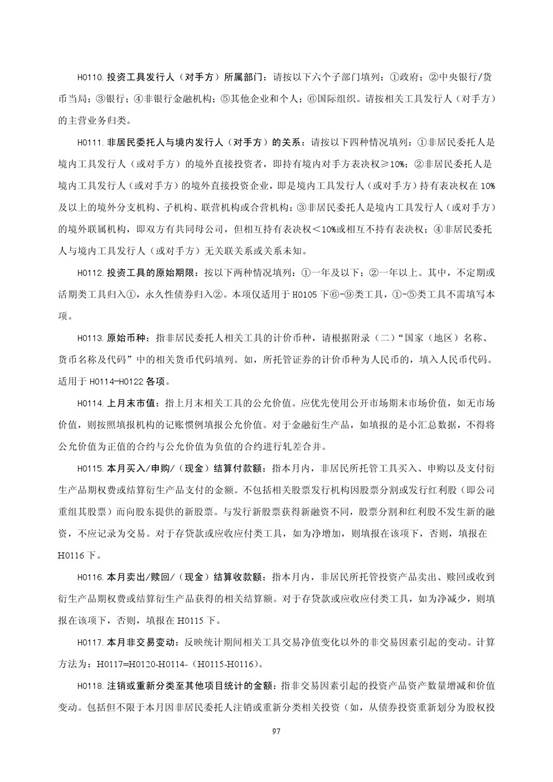 H0110. 投资工具发行人（对手方）所属部门：请按以下六个子部门填列：①政府；②中央银行/货
币当局；③银行；④非银行金融机构；⑤其他企业和个人；⑥国际组织。请按相关工具发行人（对手方）
的主营业务归类。
H0111. 非居民委托人与境内发行人（对手方）的关系：请按以下四种情况填列：①非居民委托人是
境内工具发行人（或对手方）的境外直接投资者，即持有境内对手方表决权≥10%；②非居民委托人是
境内工具发行人（或对手方）的境外直接投资企业，即是境内工具发行人（或对手方）持有表决权在 10%
及以上的境外分支机构、子机构、联营机构或合营机构；③非居民委托人是境内工具发行人（或对手方）
的境外联属机构，即双方有共同母公司，但相互持有表决权＜10%或相互不持有表决权；④非居民委托
人与境内工具发行人（或对手方）无关联关系或关系未知。
H0112. 投资工具的原始期限：按以下两种情况填列：①一年及以下；②一年以上。其中，不定期或
活期类工具归入①，永久性债券归入②。本项仅适用于 H0105 下⑥-⑨类工具，①-⑤类工具不需填写本
项。
H0113. 原始币种：指非居民委托人相关工具的计价币种，请根据附录（二）“国家（地区）名称、
货币名称及代码”中的相关货币代码填列。如，所托管证券的计价币种为人民币的，填入人民币代码。
适用于 H0114-H0122 各项。
H0114. 上月末市值：指上月末相关工具的公允价值。应优先使用公开市场期末市场价值，如无市场
价值，则按照填报机构的记账惯例填报公允价值。对于金融衍生产品，如填报的是小汇总数据，不得将
公允价值为正值的合约与公允价值为负值的合约进行轧差合并。
H0115. 本月买入/申购/（现金）结算付款额：指本月内，非居民所托管工具买入、申购以及支付衍
生产品期权费或结算衍生产品支付的金额。不包括相关股票发行机构因股票分割或发行红利股（即公司
重组其股票）而向股东提供的新股票。与发行新股票获得新融资不同，股票分割和红利股不发生新的融
资，不应记录为交易。对于存贷款或应收应付类工具，如为净增加，则填报在该项下，否则，填报在
H0116 下。
H0116. 本月卖出/赎回/（现金）结算收款额：指本月内，非居民所托管投资产品卖出、赎回或收到
衍生产品期权费或结算衍生产品获得的相关结算额。对于存贷款或应收应付类工具，如为净减少，则填
报在该项下，否则，填报在 H0115 下。
H0117. 本月非交易变动：反映统计期间相关工具交易净值变化以外的非交易因素引起的变动。计算
方法为：H0117=H0120-H0114-（H0115-H0116）。
H0118. 注销或重新分类至其他项目统计的金额：指非交易因素引起的投资产品资产数量增减和价值
变动。包括但不限于本月因非居民委托人注销或重新分类相关投资（如，从债券投资重新划分为股权投
97